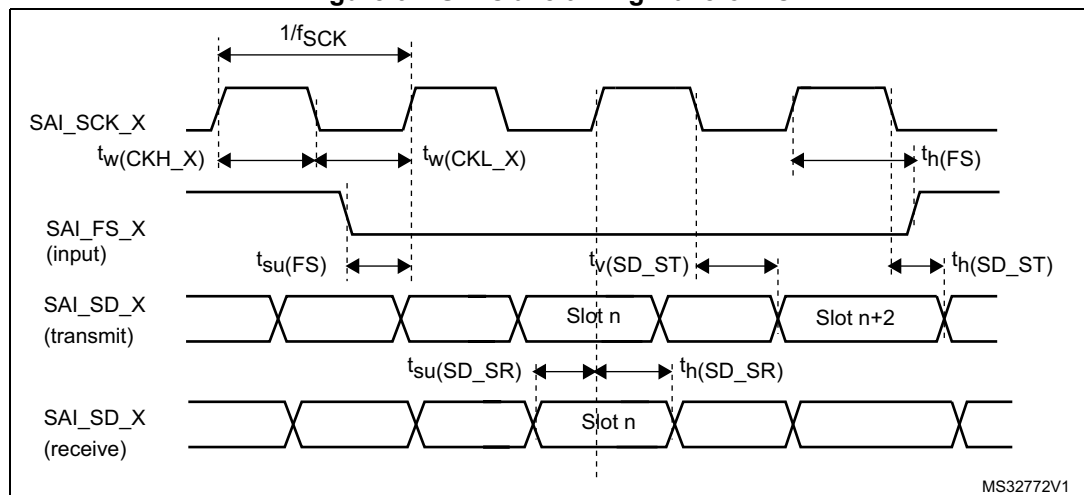 1/fSCK
SAI_SCK_X
tw(CKH_X)
tw(CKL_X)
th(FS)
SAI_FS_X
(input)
tsu(FS)
tv(SD_ST)
th(SD_ST)
SAI_SD_X
(transmit)
Slot n
Slot n+2
tsu(SD_SR)
th(SD_SR)
SAI_SD_X
(receive)
Slot n
MS32772V1